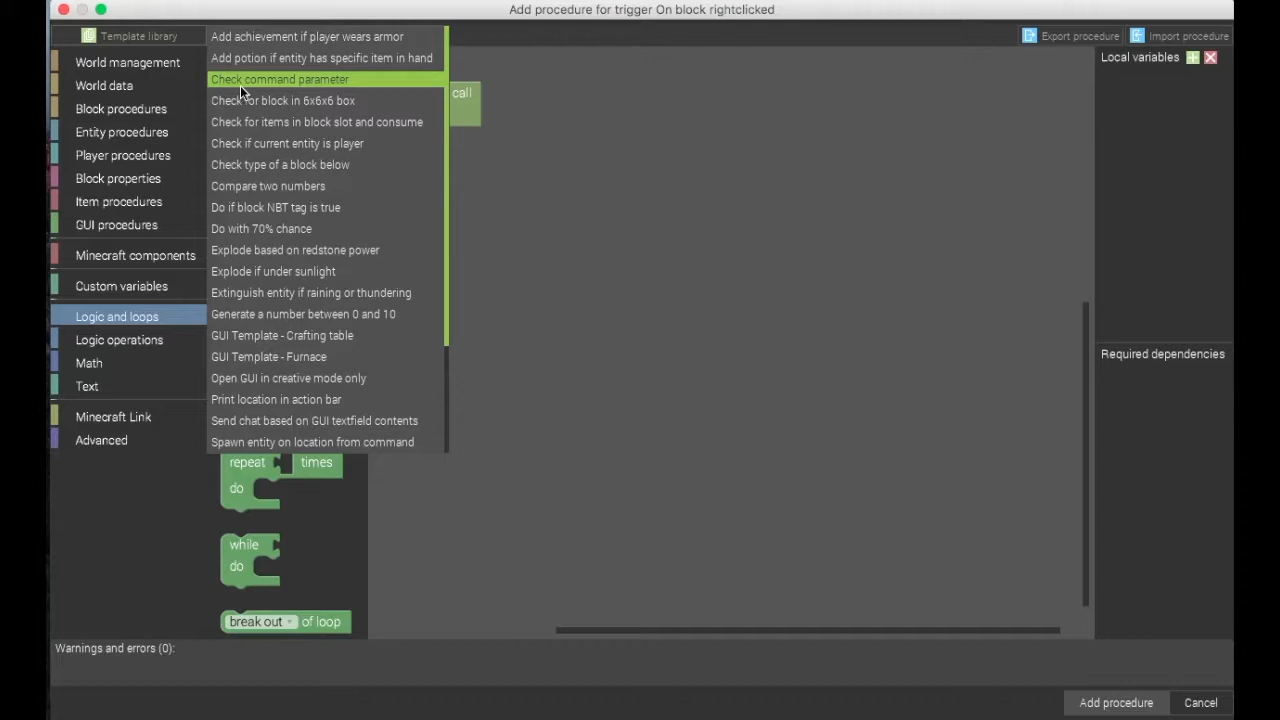 Add procedure for trigger On block rightclicked
Template library
Export procedure
Import procedure
World management
World data
Block procedures
Entity procedures
Player procedures
Block properties
Item procedures
GUI procedures
Minecraft components
Custom variables
Logic and loops
Logic operations
Math
Text
Minecraft Link
Advanced
Add achievement if player wears armor
Add potion if entity has specific item in hand
Check command parameter
Check for block in 6x6x6 box
Check for items in block slot and consume
Check if current entity is player
Check type of a block below
Compare two numbers
Do if block NBT tag is true
Do with 70% chance
Explode based on redstone power
Explode if under sunlight
Extinguish entity if raining or thundering
Generate a number between 0 and 10
GUI Template - Crafting table
GUI Template - Furnace
Open GUI in creative mode only
Print location in action bar
Send chat based on GUI textfield contents
Spawn entity on location from command
call
repeat times
do
while
do
break out of loop
Local variables
Required dependencies
Warnings and errors (0):
Add procedure
Cancel